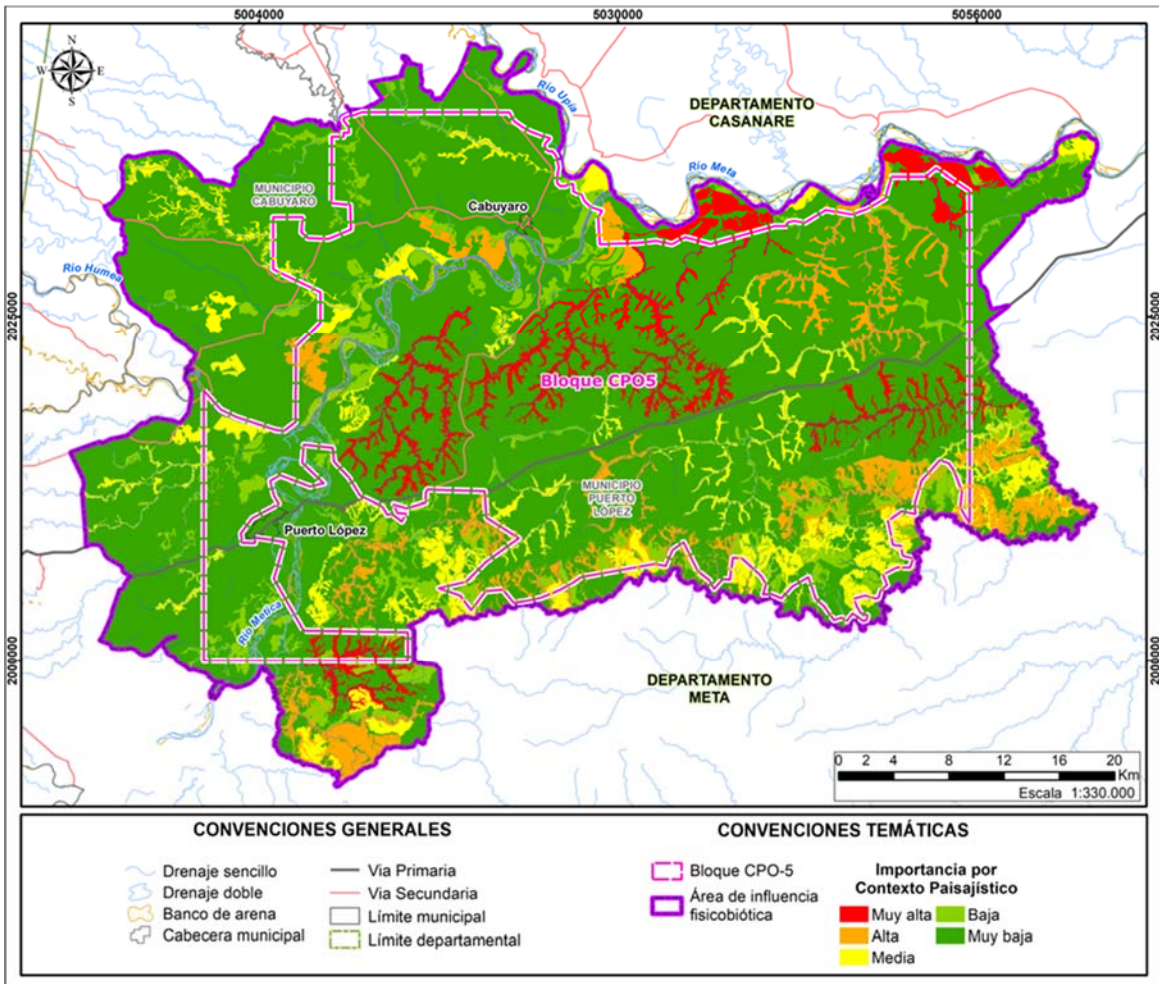 5004000
5030000
5056000
N
W E
S
Río Upía
DEPARTAMENTO
CASANARE
Río Meta
MUNICIPIO
CABUYARO
Cabuyaro
Río Humea
2025000
2025000
Bloque CPO5
MUNICIPIO
PUERTO
LÓPEZ
Puerto López
Río Metica
2000000
2000000
DEPARTAMENTO
META
0 2 4 8 12 16 20
Km
Escala 1:330.000
CONVENCIONES GENERALES
Drenaje sencillo
Drenaje doble
Banco de arena
Cabecera municipal
Via Primaria
Via Secundaria
Límite municipal
Límite departamental
CONVENCIONES TEMÁTICAS
Bloque CPO-5
Área de influencia
fisicobiótica
Importancia por
Contexto Paisajístico
Muy alta
Alta
Media
Baja
Muy baja